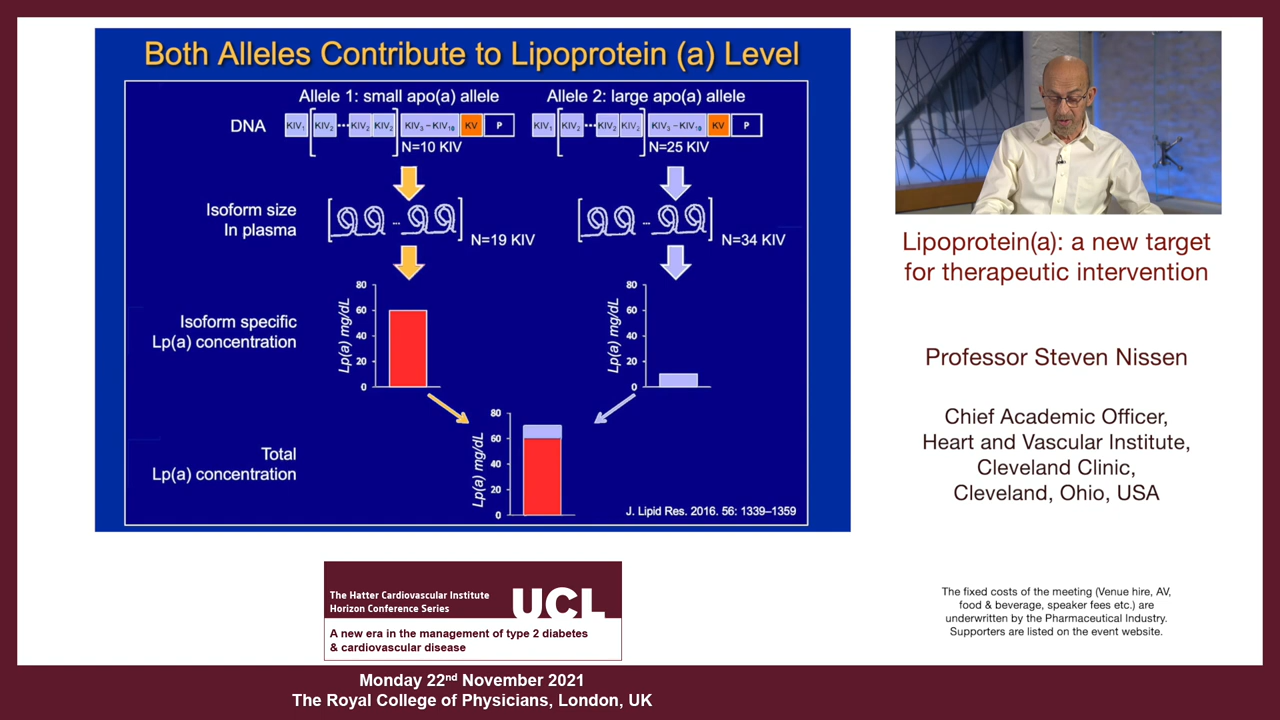 Both Alleles Contribute to Lipoprotein (a) Level
Allele 1: small apo(a) allele
Allele 2: large apo(a) allele
DNA
KIV1 KIV2 KIV2 KIV2 KIV3 – KIV10 KV P
KIV1 KIV2 KIV2 KIV2 KIV3 – KIV10 KV P
N=10 KIV
N=25 KIV
Isoform size
In plasma
N=19 KIV
N=34 KIV
Isoform specific
Lp(a) concentration
Lp(a) mg/dL
80
60
40
20
0
Lp(a) mg/dL
80
60
40
20
0
Total
Lp(a) concentration
Lp(a) mg/dL
80
60
40
20
0
J. Lipid Res. 2016. 56: 1339–1359
Lipoprotein(a): a new target
for therapeutic intervention
Professor Steven Nissen
Chief Academic Officer,
Heart and Vascular Institute,
Cleveland Clinic,
Cleveland, Ohio, USA
The fixed costs of the meeting (Venue hire, AV,
food & beverage, speaker fees etc.) are
underwritten by the Pharmaceutical Industry.
Supporters are listed on the event website.
The Hatter Cardiovascular Institute
Horizon Conference Series
UCL
A new era in the management of type 2 diabetes
& cardiovascular disease
Monday 22nd November 2021
The Royal College of Physicians, London, UK